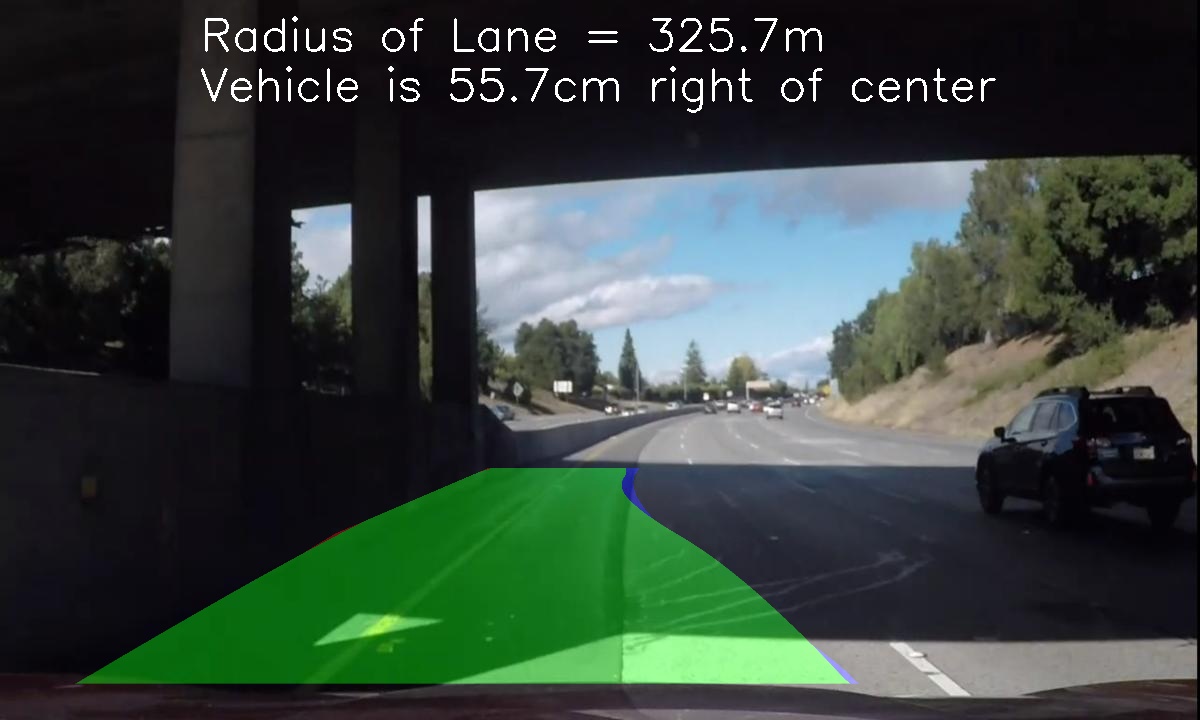 Radius of Lane = 325.7m
Vehicle is 55.7cm right of center